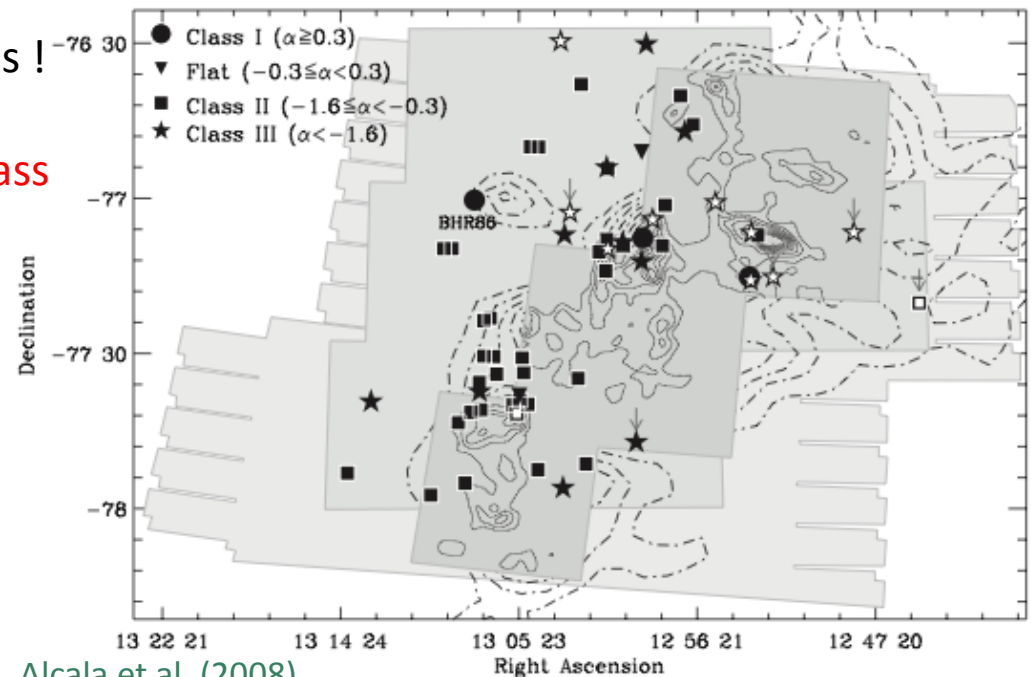 s !
ass
Class I (α≧0.3)
Flat (−0.3≦α<0.3)
Class II (−1.6≦α<−0.3)
Class III (α<−1.6)
BHR86
Declination
−76 30
−77
−77 30
−78
13 22 21
13 14 24
13 05 23
12 56 21
12 47 20
Right Ascension
Alcala et al. (2008)